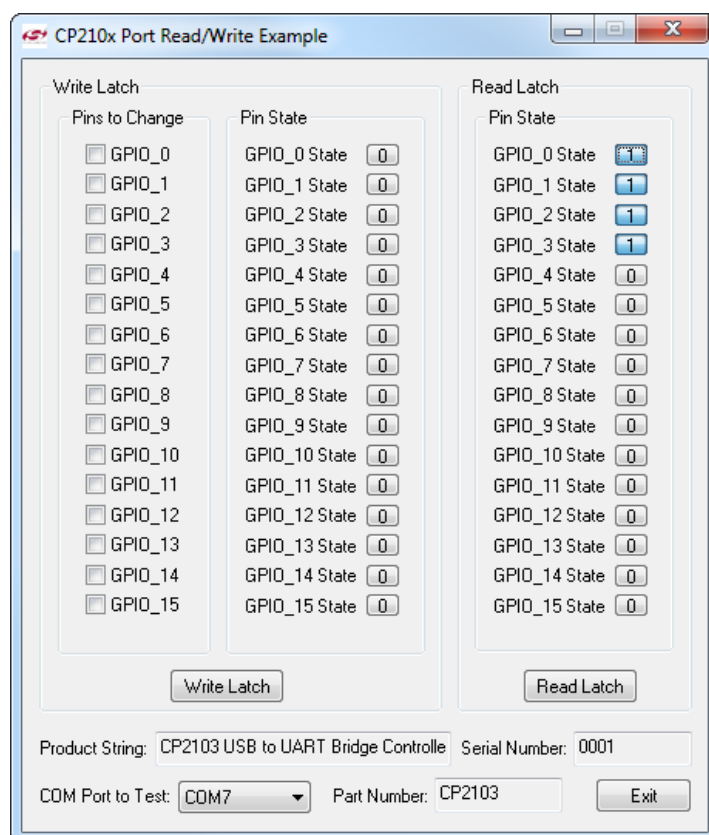 CP210x Port Read/Write Example
Write Latch Read Latch
Pins to Change Pin State Pin State
GPIO_0 GPIO_0 State 0 GPIO_0 State 1
GPIO_1 GPIO_1 State 0 GPIO_1 State 1
GPIO_2 GPIO_2 State 0 GPIO_2 State 1
GPIO_3 GPIO_3 State 0 GPIO_3 State 1
GPIO_4 GPIO_4 State 0 GPIO_4 State 0
GPIO_5 GPIO_5 State 0 GPIO_5 State 0
GPIO_6 GPIO_6 State 0 GPIO_6 State 0
GPIO_7 GPIO_7 State 0 GPIO_7 State 0
GPIO_8 GPIO_8 State 0 GPIO_8 State 0
GPIO_9 GPIO_9 State 0 GPIO_9 State 0
GPIO_10 GPIO_10 State 0 GPIO_10 State 0
GPIO_11 GPIO_11 State 0 GPIO_11 State 0
GPIO_12 GPIO_12 State 0 GPIO_12 State 0
GPIO_13 GPIO_13 State 0 GPIO_13 State 0
GPIO_14 GPIO_14 State 0 GPIO_14 State 0
GPIO_15 GPIO_15 State 0 GPIO_15 State 0
Write Latch Read Latch
Product String: CP2103 USB to UART Bridge Controlle Serial Number: 0001
COM Port to Test: COM7 Part Number: CP2103 Exit